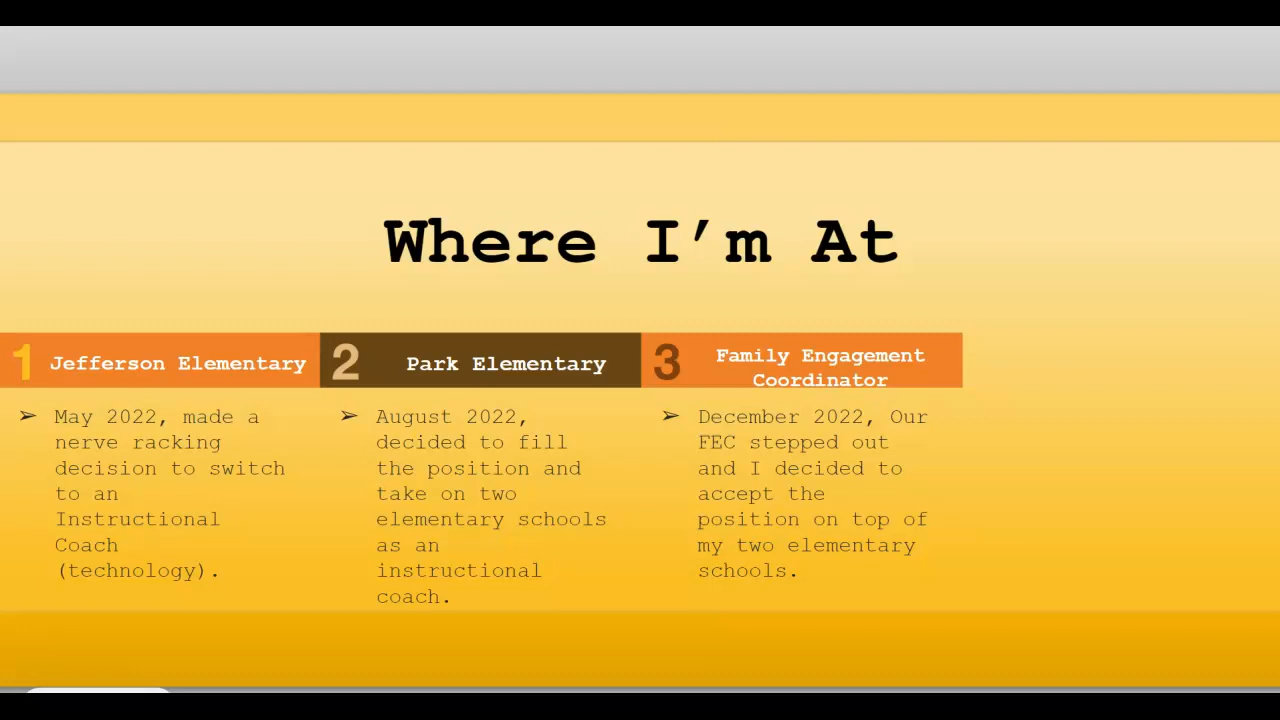 Where I’m At
1 Jefferson Elementary
➢ May 2022, made a
nerve racking
decision to switch
to an
Instructional
Coach
(technology).
2 Park Elementary
➢ August 2022,
decided to fill
the position and
take on two
elementary schools
as an
instructional
coach.
3 Family Engagement
Coordinator
➢ December 2022, Our
FEC stepped out
and I decided to
accept the
position on top of
my two elementary
schools.